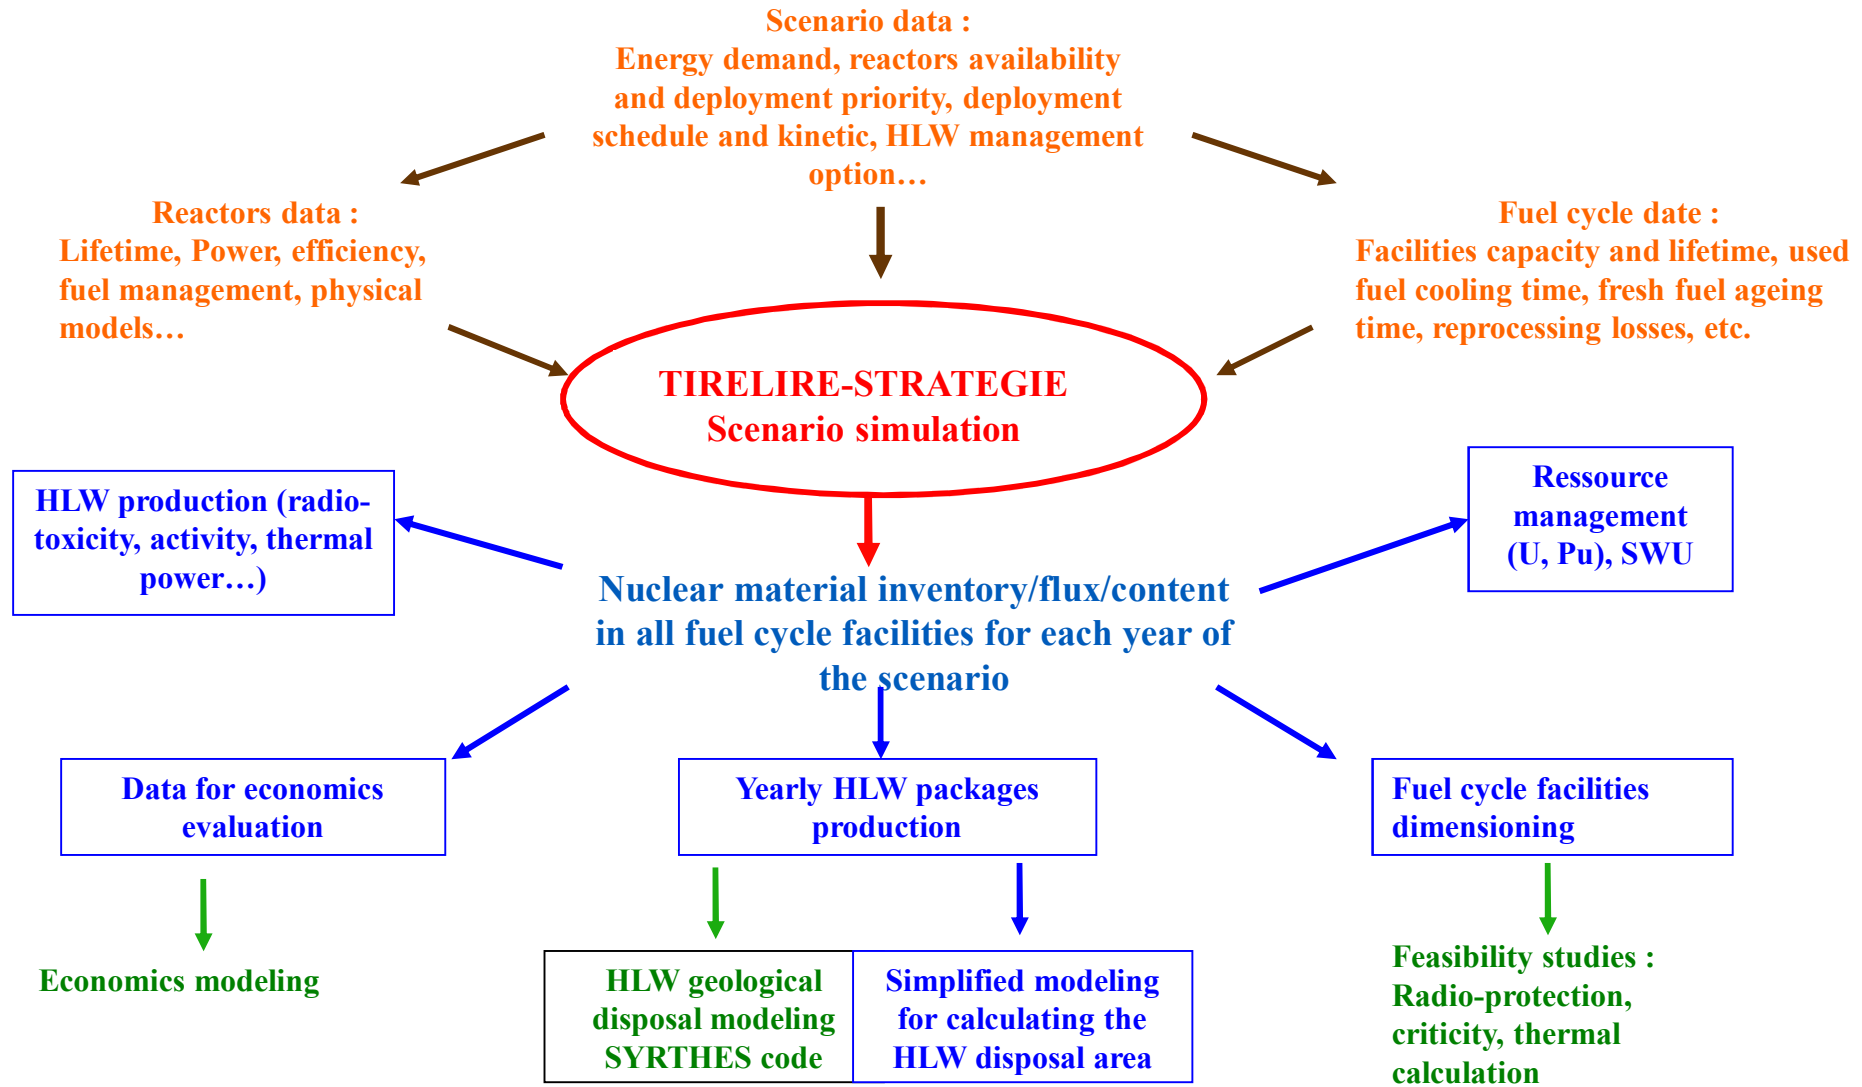 Scenario data :
Energy demand, reactors availability
and deployment priority, deployment
schedule and kinetic, HLW management
option…
Reactors data :
Lifetime, Power, efficiency,
fuel management, physical
models…
Fuel cycle date :
Facilities capacity and lifetime, used
fuel cooling time, fresh fuel ageing
time, reprocessing losses, etc.
TIRELIRE-STRATEGIE
Scenario simulation
HLW production (radio-
toxicity, activity, thermal
power…)
Ressource
management
(U, Pu), SWU
Nuclear material inventory/flux/content
in all fuel cycle facilities for each year of
the scenario
Data for economics
evaluation
Yearly HLW packages
production
Fuel cycle facilities
dimensioning
Economics modeling
HLW geological
disposal modeling
SYRTHES code
Simplified modeling
for calculating the
HLW disposal area
Feasibility studies :
Radio-protection,
criticity, thermal
calculation